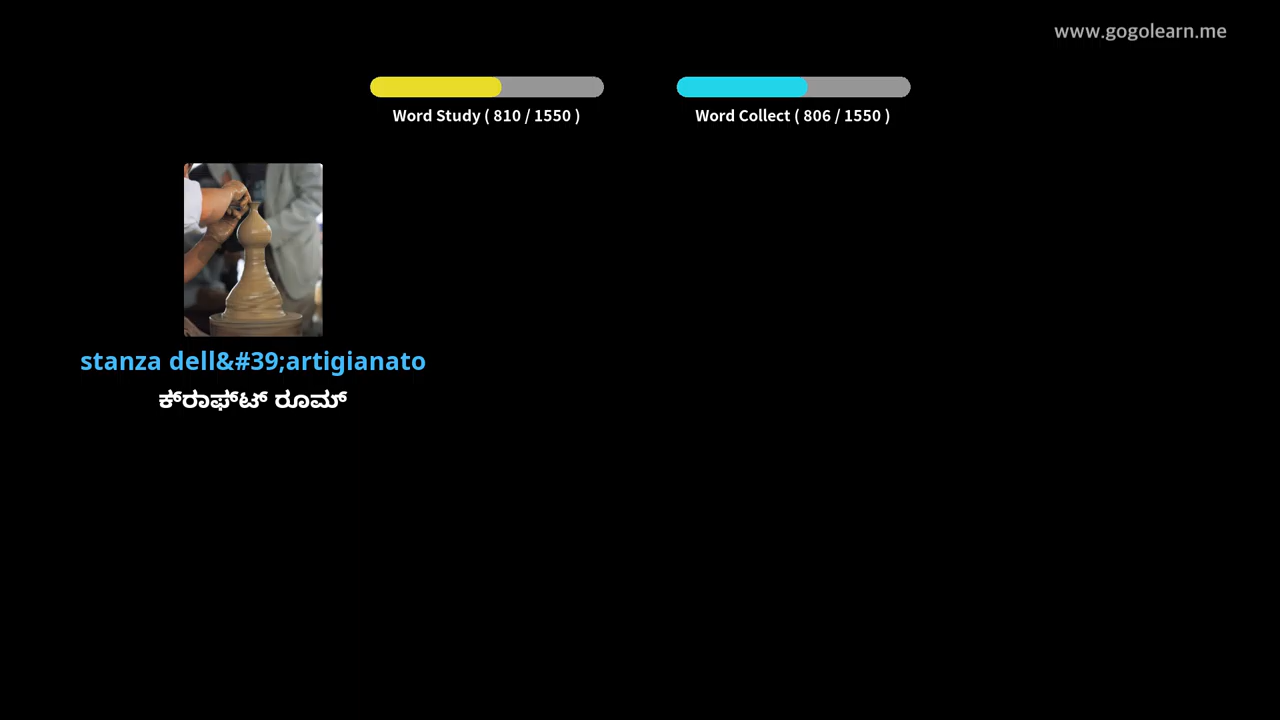 www.gogolearn.me
Word Study ( 810 / 1550 )
Word Collect ( 806 / 1550 )
stanza dell&#39;artigianato
ಕ್‌ರಾಫ್‌ಟ್ ರೂಮ್